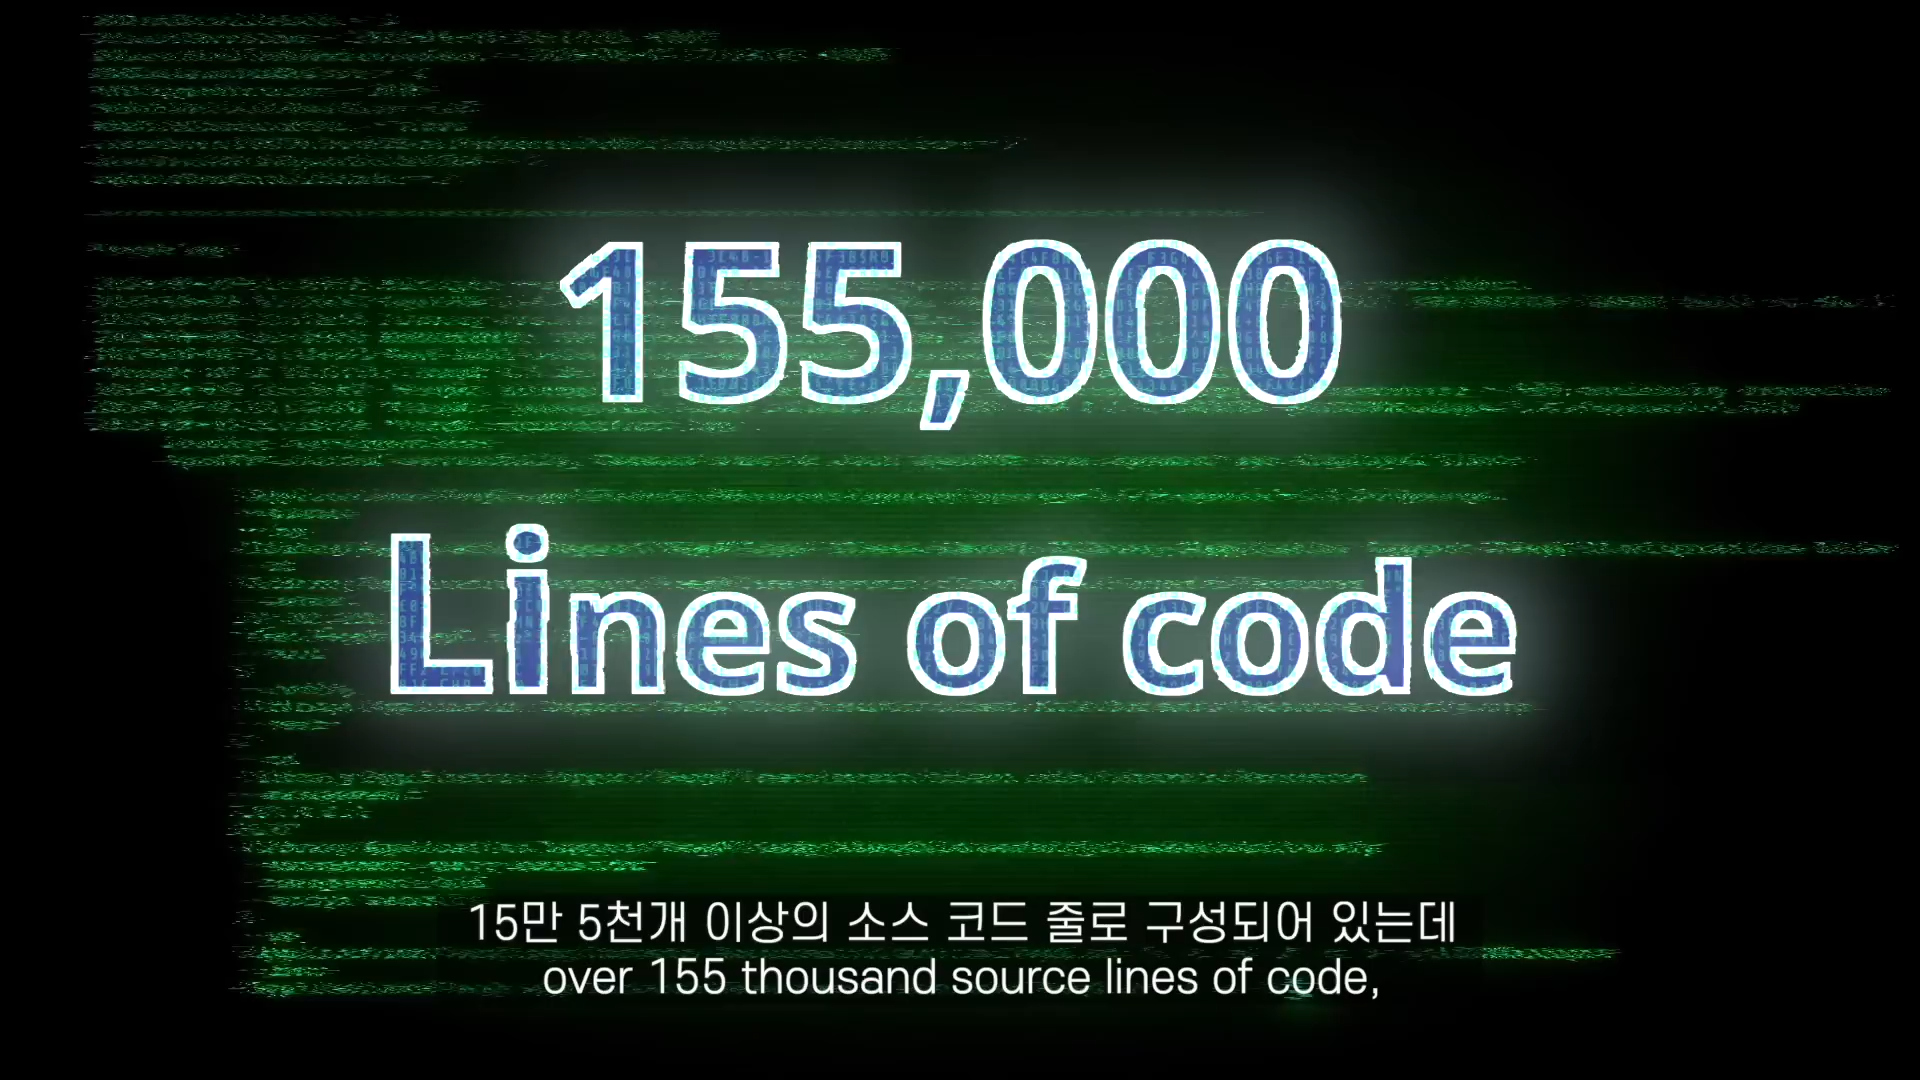 155,000
Lines of code
15만 5천개 이상의 소스 코드 줄로 구성되어 있는데
over 155 thousand source lines of code,